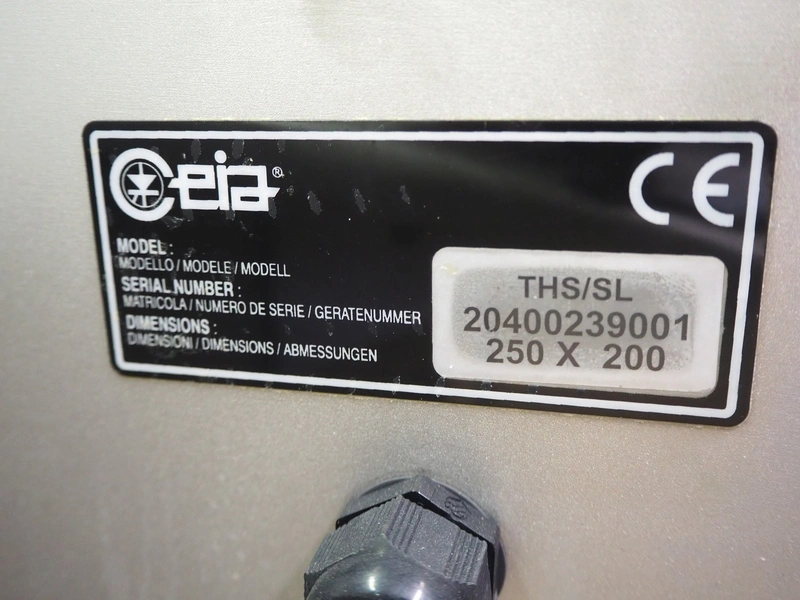 Ceia®
CE
MODEL :
MODELLO / MODELE / MODELL
SERIAL NUMBER :
MATRICOLA / NUMERO DE SERIE / GERATENUMMER
DIMENSIONS :
DIMENSIONI / DIMENSIONS / ABMESSUNGEN
THS/SL
20400239001
250 X 200